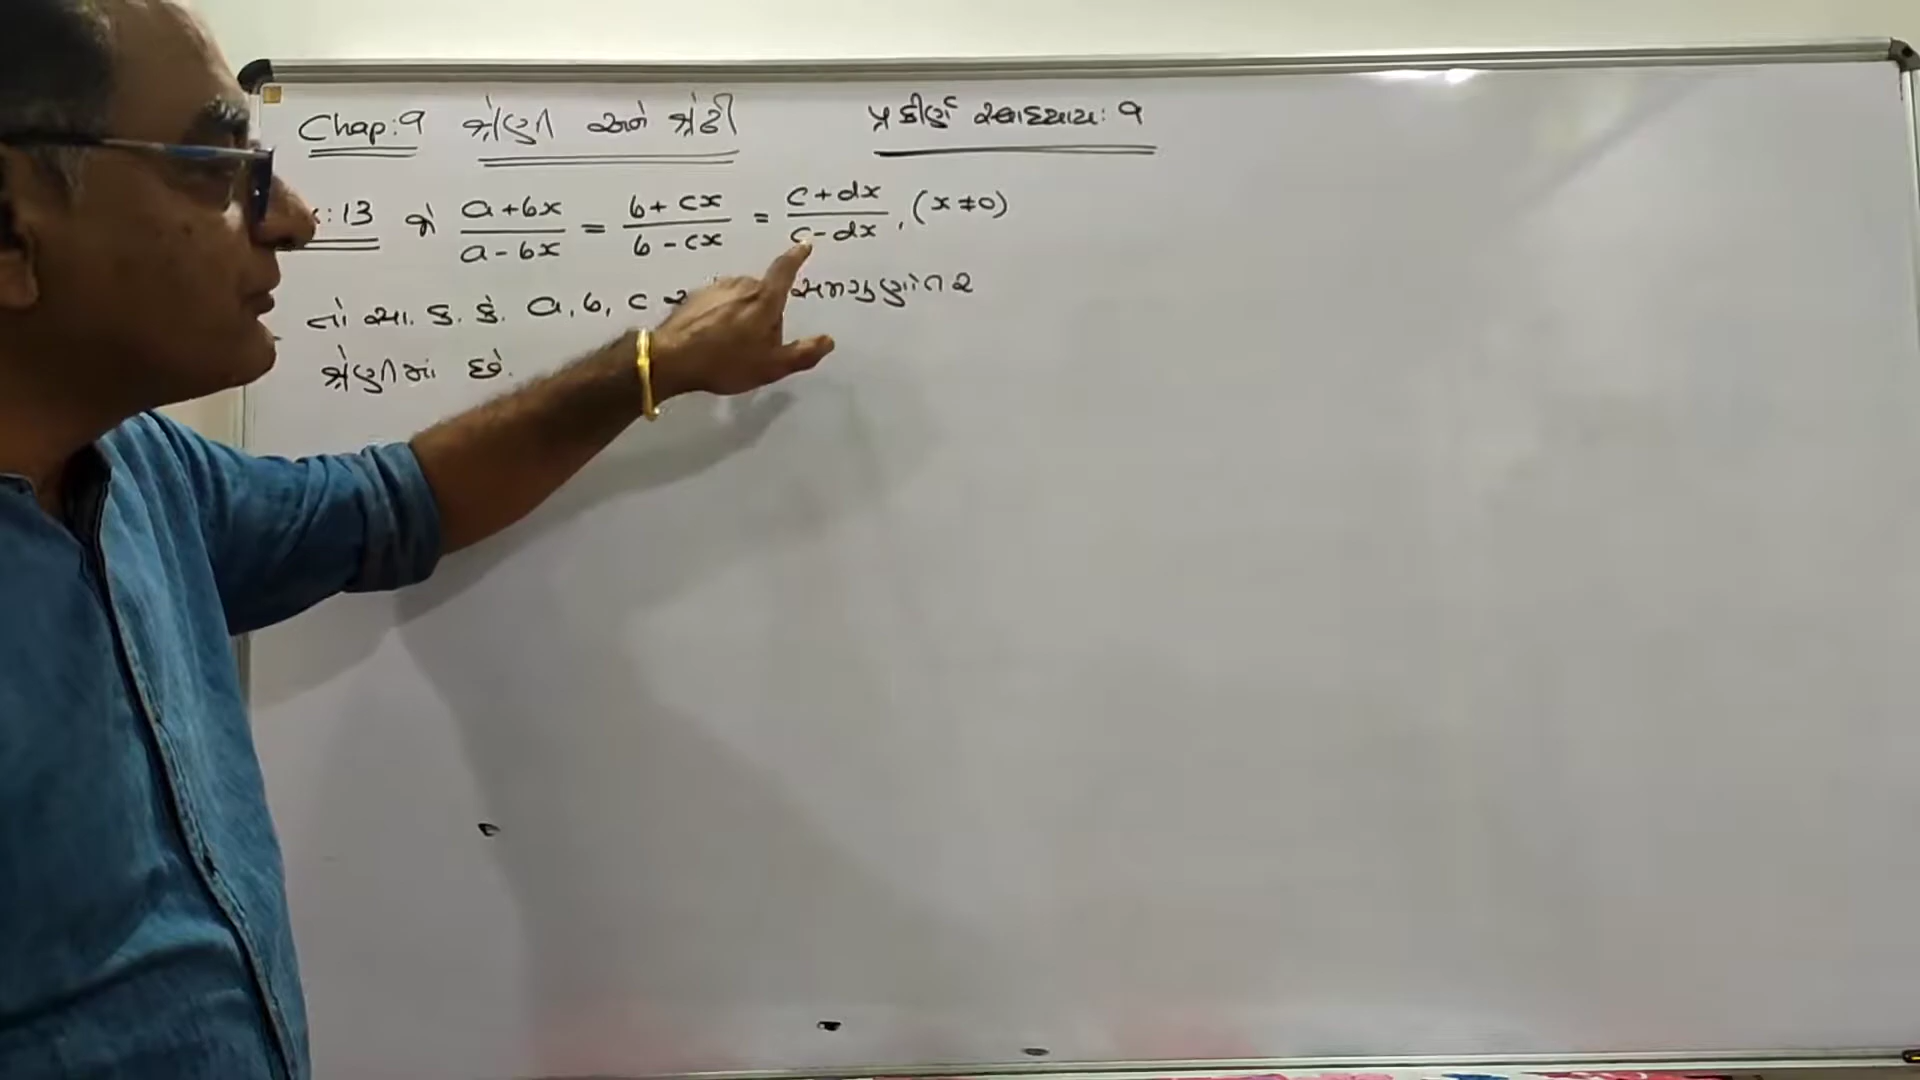 Chap:9 શ્રેણી અને શ્રેઢી
પ્રકીર્ણ સ્વાધ્યાય: 9
:13 જો (a+bx)/(a-bx) = (b+cx)/(b-cx) = (c+dx)/(c-dx), (x≠0)
તો સા. કુ. કે. a, b, c સમગુણોત્તર
શ્રેણીમાં છે.